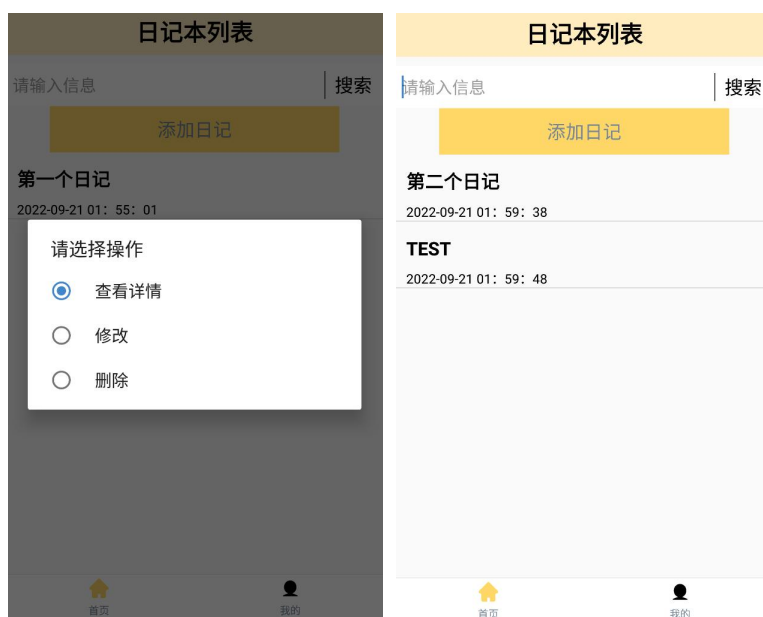 日记本列表
请输入信息 搜索
添加日记
第一个日记
2022-09-21 01：55：01
请选择操作
查看详情
修改
删除
首页 我的
日记本列表
请输入信息 搜索
添加日记
第二个日记
2022-09-21 01：59：38
TEST
2022-09-21 01：59：48
首页 我的